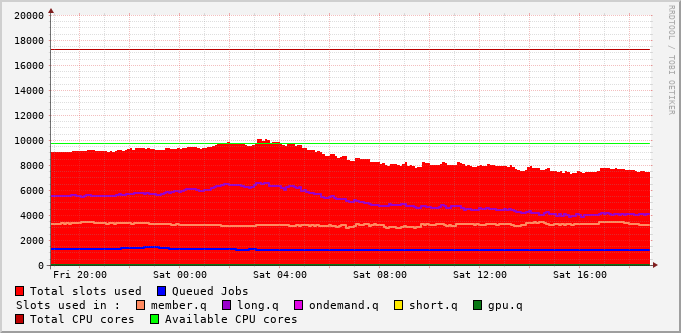 RRDTOOL / TOBI OETIKER
20000
18000
16000
14000
12000
10000
8000
6000
4000
2000
0
Fri 20:00 Sat 00:00 Sat 04:00 Sat 08:00 Sat 12:00 Sat 16:00
Total slots used Queued Jobs
Slots used in : member.q long.q ondemand.q short.q gpu.q
Total CPU cores Available CPU cores